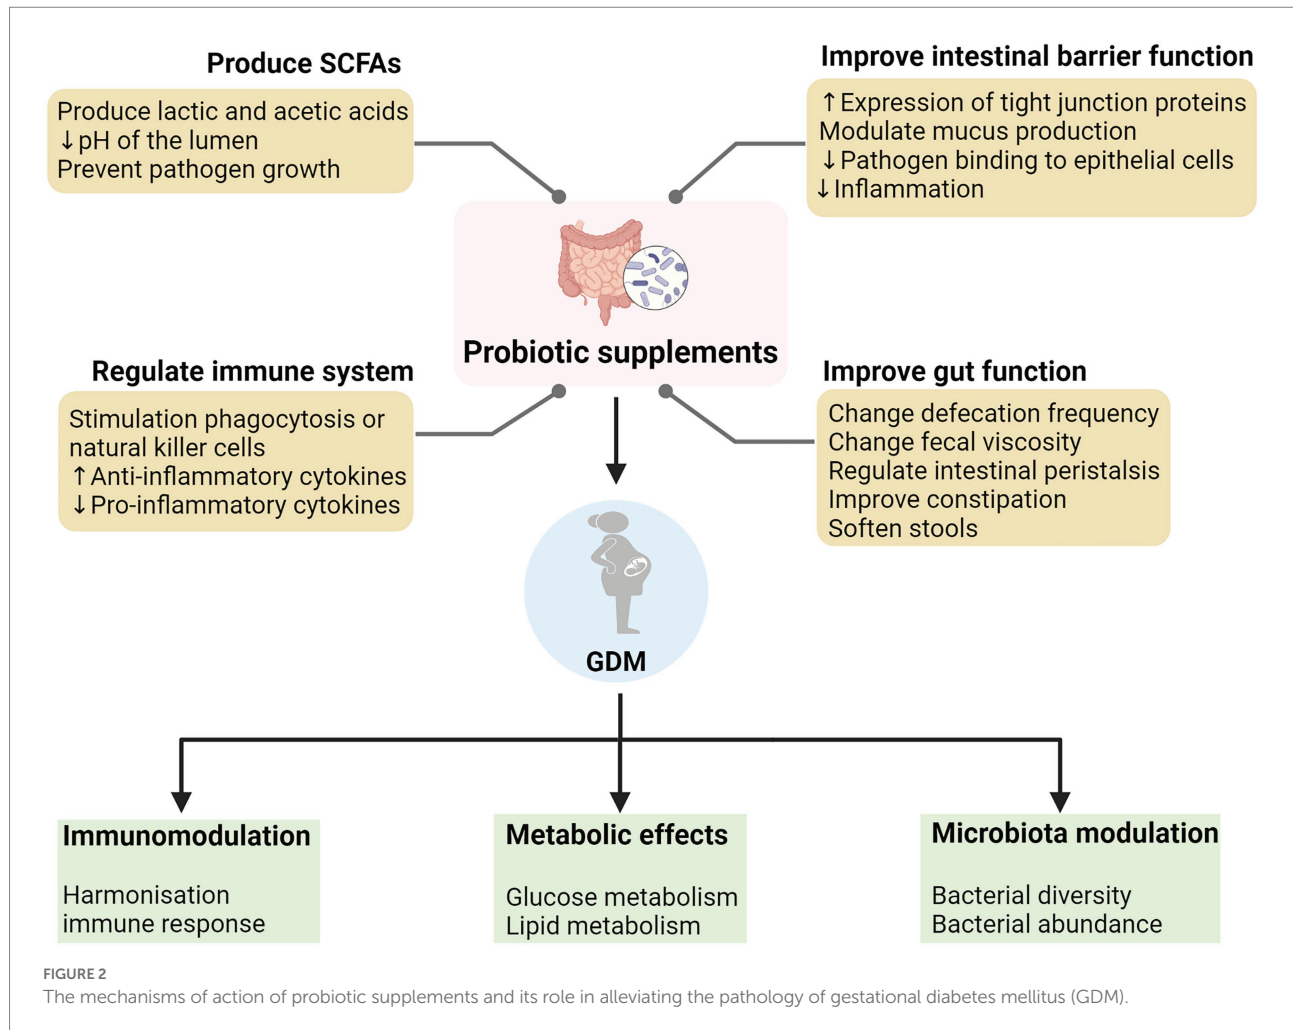 Produce SCFAs
Produce lactic and acetic acids
↓pH of the lumen
Prevent pathogen growth
Improve intestinal barrier function
↑Expression of tight junction proteins
Modulate mucus production
↓Pathogen binding to epithelial cells
↓Inflammation
Probiotic supplements
Regulate immune system
Stimulation phagocytosis or
natural killer cells
↑Anti-inflammatory cytokines
↓Pro-inflammatory cytokines
Improve gut function
Change defecation frequency
Change fecal viscosity
Regulate intestinal peristalsis
Improve constipation
Soften stools
GDM
Immunomodulation
Harmonisation
immune response
Metabolic effects
Glucose metabolism
Lipid metabolism
Microbiota modulation
Bacterial diversity
Bacterial abundance
FIGURE 2
The mechanisms of action of probiotic supplements and its role in alleviating the pathology of gestational diabetes mellitus (GDM).